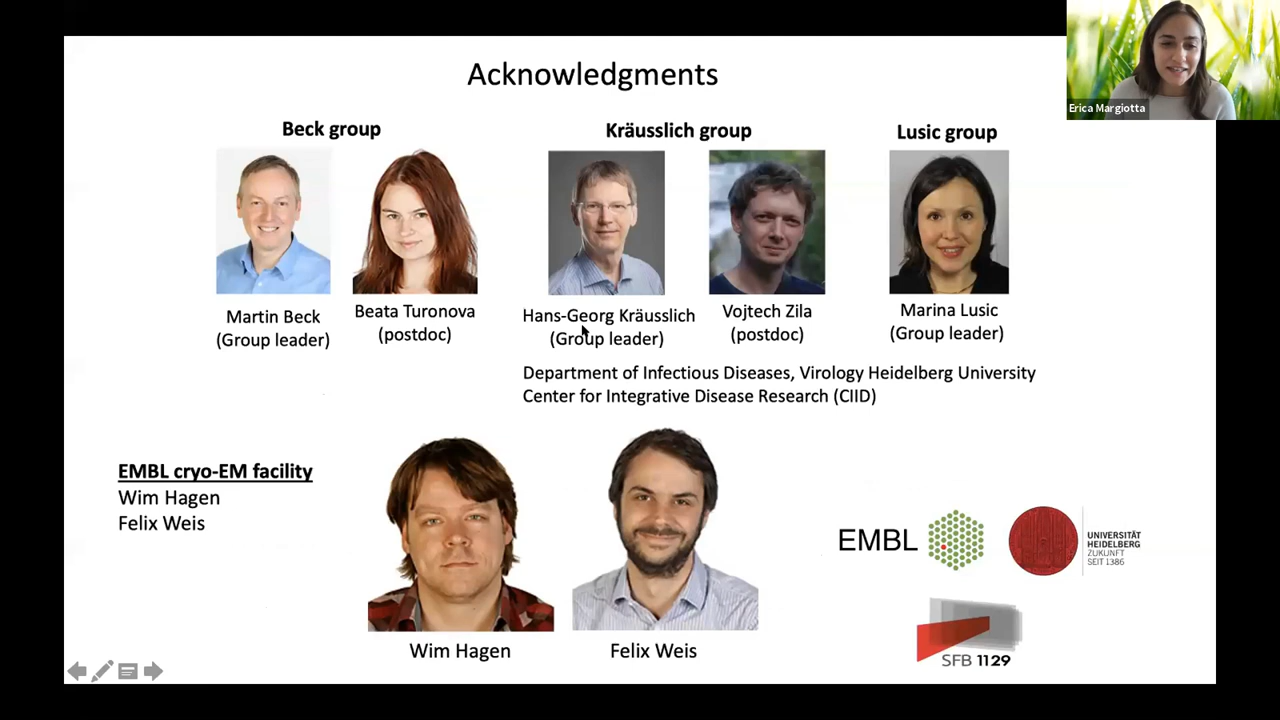 Acknowledgments
Erica Margiotta
Beck group
Kräusslich group
Lusic group
Martin Beck
(Group leader)
Beata Turonova
(postdoc)
Hans-Georg Kräusslich
(Group leader)
Vojtech Zila
(postdoc)
Marina Lusic
(Group leader)
Department of Infectious Diseases, Virology Heidelberg University
Center for Integrative Disease Research (CIID)
EMBL cryo-EM facility
Wim Hagen
Felix Weis
Wim Hagen
Felix Weis
EMBL
UNIVERSITÄT
HEIDELBERG
ZUKUNFT
SEIT 1386
SFB 1129